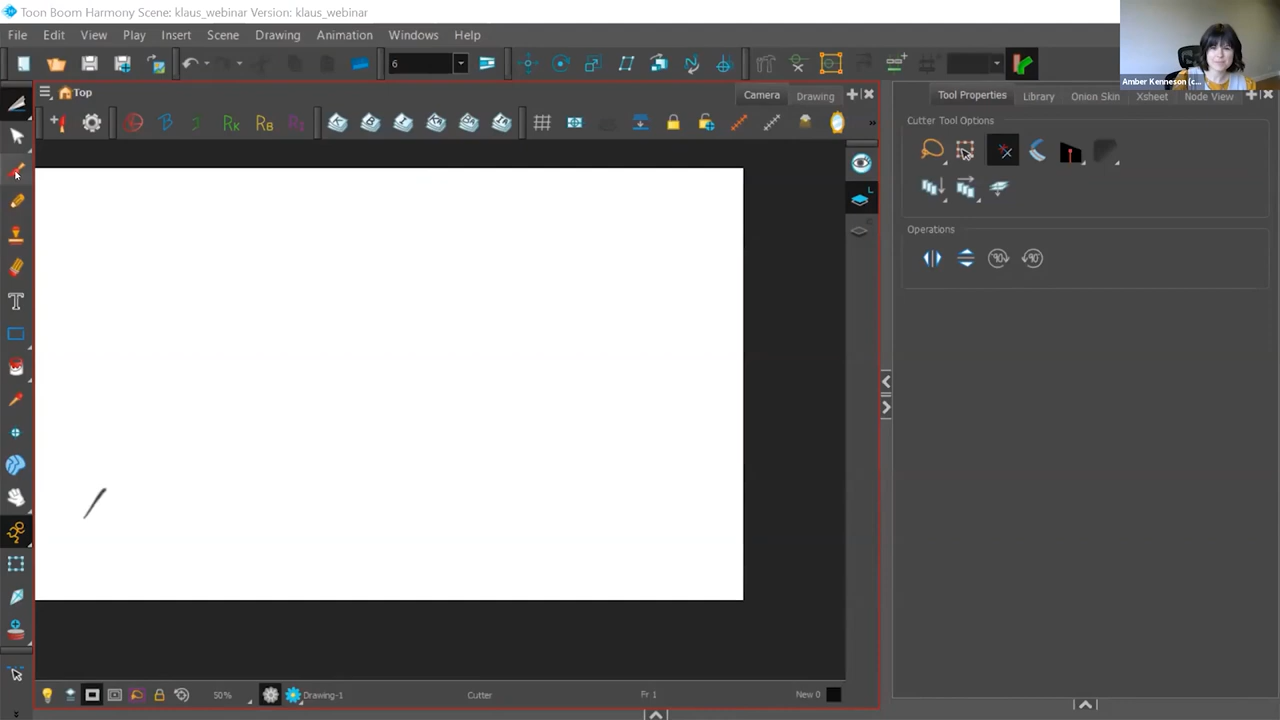 Toon Boom Harmony Scene: klaus_webinar Version: klaus_webinar
File Edit View Play Insert Scene Drawing Animation Windows Help
Amber Kenneson (c...
6
Top
Camera Drawing
Tool Properties Library Onion Skin Xsheet Node View
Cutter Tool Options
Operations
90 90
50% Drawing-1 Cutter Fr 1 New 0